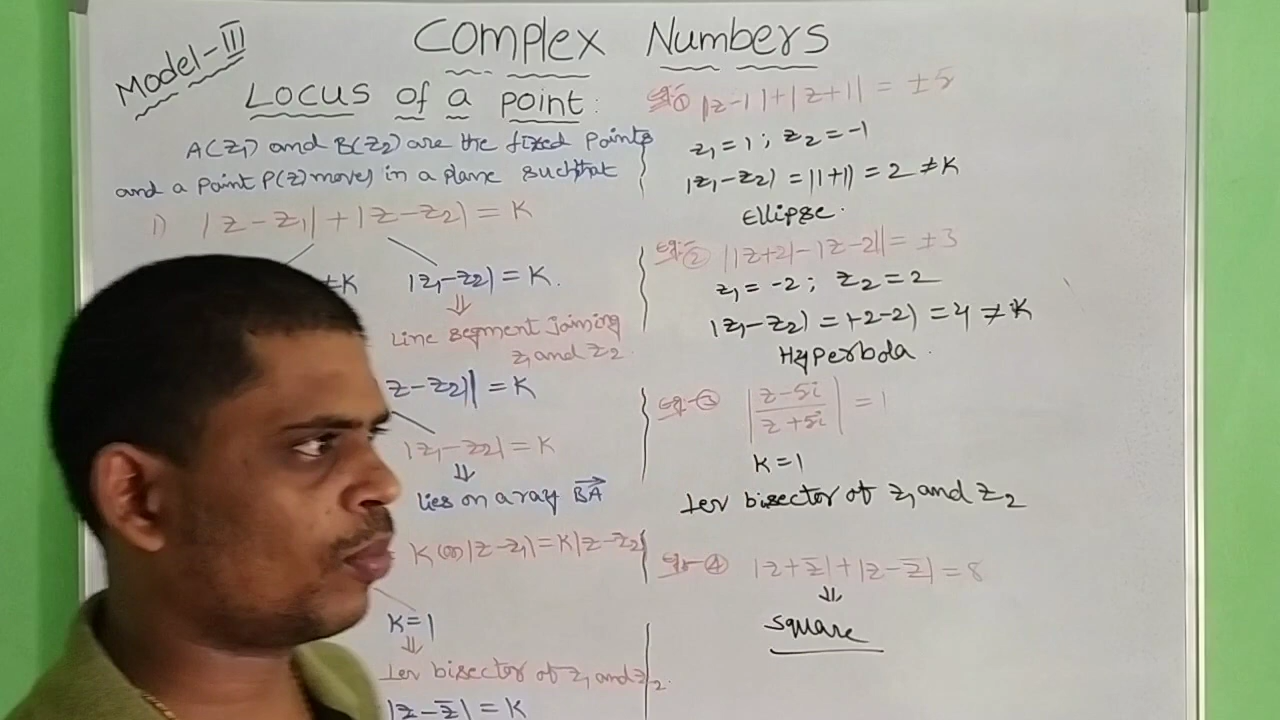 Model-III
Complex Numbers
Locus of a point:
A(z1) and B(z2) are the fixed points
and a point P(z) moves in a plane suchthat
1) |z-z1|+|z-z2|=K
≠K |z1-z2|=K.
⇓
Line segment joining
z1 and z2.
z-z2||=K
|z1-z2|=K
⇓
lies on a ray BA
K (or) |z-z1|=K|z-z2|
K=1
⇓
⊥er bisector of z1 and z2.
|z-z̅|=K
Eg:-① |z-1|+|z+1|=±5
z1=1; z2=-1
|z1-z2|=|1+1|=2≠K
Ellipse.
Eg:-② ||z+2|-|z-2||=±3
z1=-2; z2=2
|z1-z2|=|-2-2|=4≠K
Hyperbola.
Eg:-③ |z-5i/z+5i|=1
K=1
⊥er bisector of z1 and z2
Eg:-④ |z+z̅|+|z-z̅|=8
⇓
Square